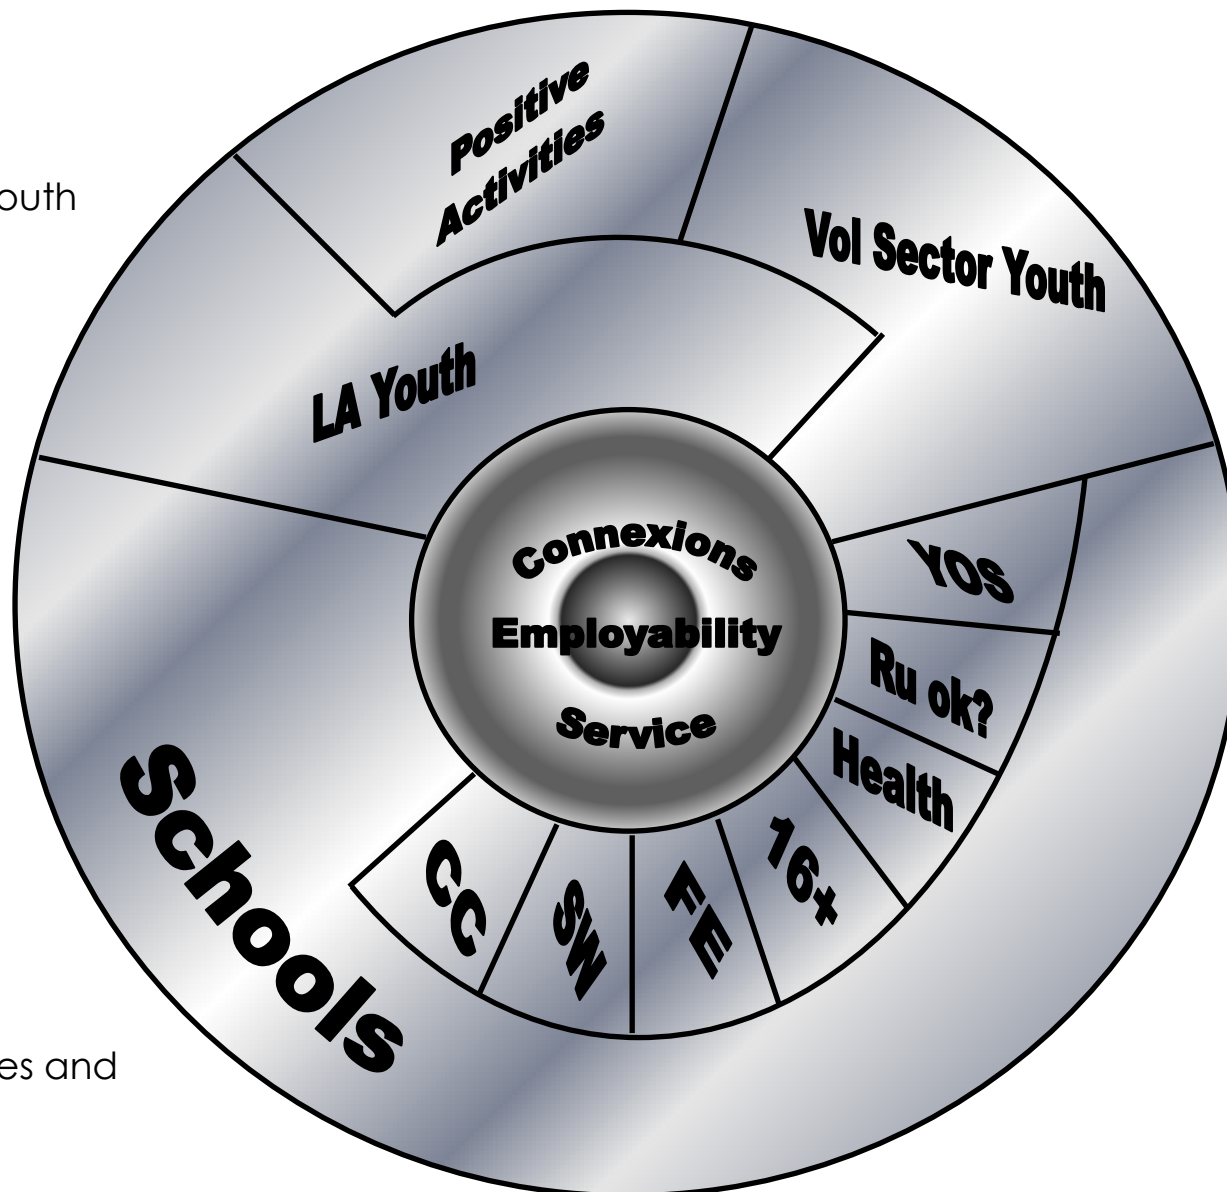 Positive
Activities
outh
Vol Sector Youth
LA Youth
Connexions
Employability
Service
YOS
Ru ok?
Health
16+
FE
SW
CC
Schools
es and